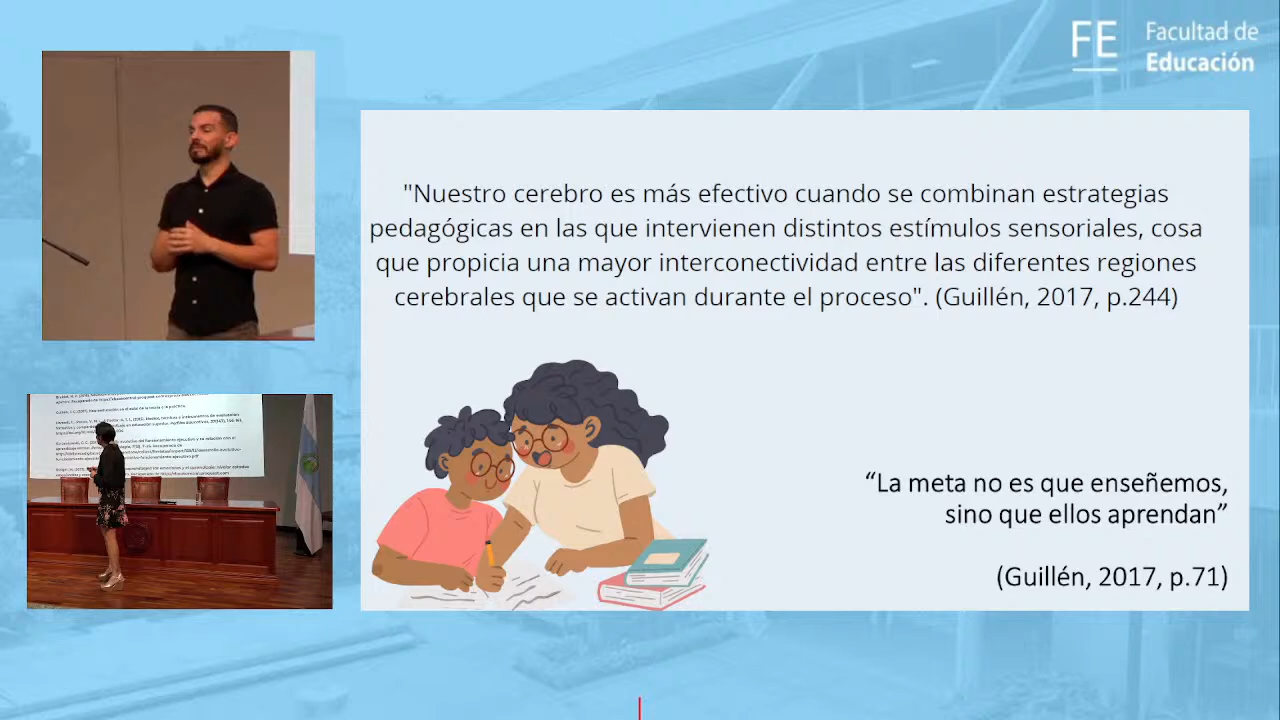 FE
Facultad de
Educación
"Nuestro cerebro es más efectivo cuando se combinan estrategias
pedagógicas en las que intervienen distintos estímulos sensoriales, cosa
que propicia una mayor interconectividad entre las diferentes regiones
cerebrales que se activan durante el proceso". (Guillén, 2017, p.244)
“La meta no es que enseñemos,
sino que ellos aprendan”
(Guillén, 2017, p.71)